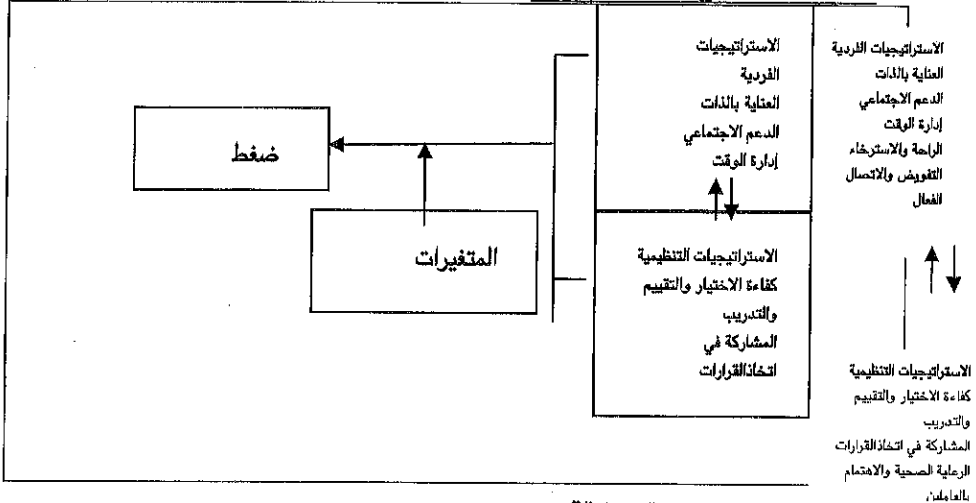 الاستراتيجيات الفردية
العناية بالذات
الدعم الاجتماعي
إدارة الوقت
الراحة والاسترخاء
التفويض والاتصال
الفعال
الاستراتيجيات التنظيمية
كفاءة الاختيار والتقييم
والتدريب
المشاركة في اتخاذالقرارات
الرعاية الصحية والاهتمام
بالعاملين
الاستراتيجيات
الفردية
العناية بالذات
الدعم الاجتماعي
إدارة الوقت
الاستراتيجيات التنظيمية
كفاءة الاختيار والتقييم
والتدريب
المشاركة في
اتخاذالقرارات
المتغيرات
ضغط